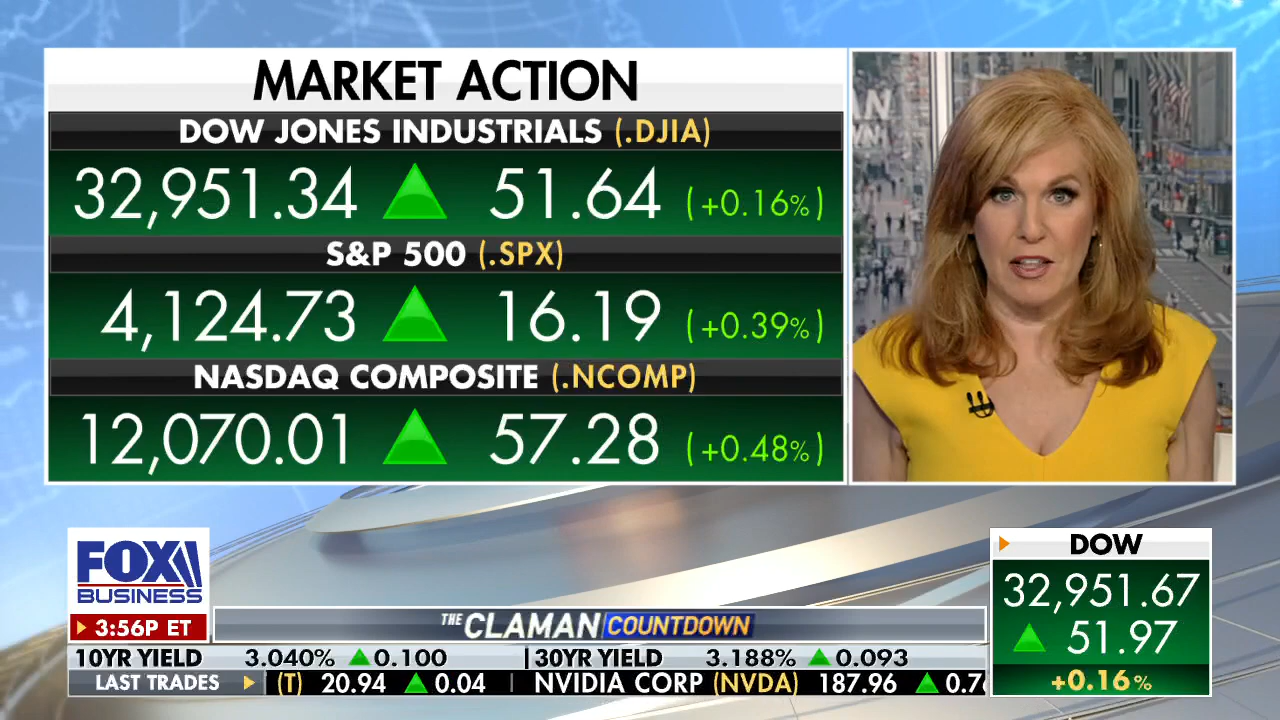 MARKET ACTION
DOW JONES INDUSTRIALS (.DJIA)
32,951.34 51.64 (+0.16%)
S&P 500 (.SPX)
4,124.73 16.19 (+0.39%)
NASDAQ COMPOSITE (.NCOMP)
12,070.01 57.28 (+0.48%)
FOX
BUSINESS
3:56P ET
THE CLAMAN COUNTDOWN
DOW
32,951.67
51.97
+0.16%
10YR YIELD 3.040% 0.100 30YR YIELD 3.188% 0.093
LAST TRADES (T) 20.94 0.04 NVIDIA CORP (NVDA) 187.96